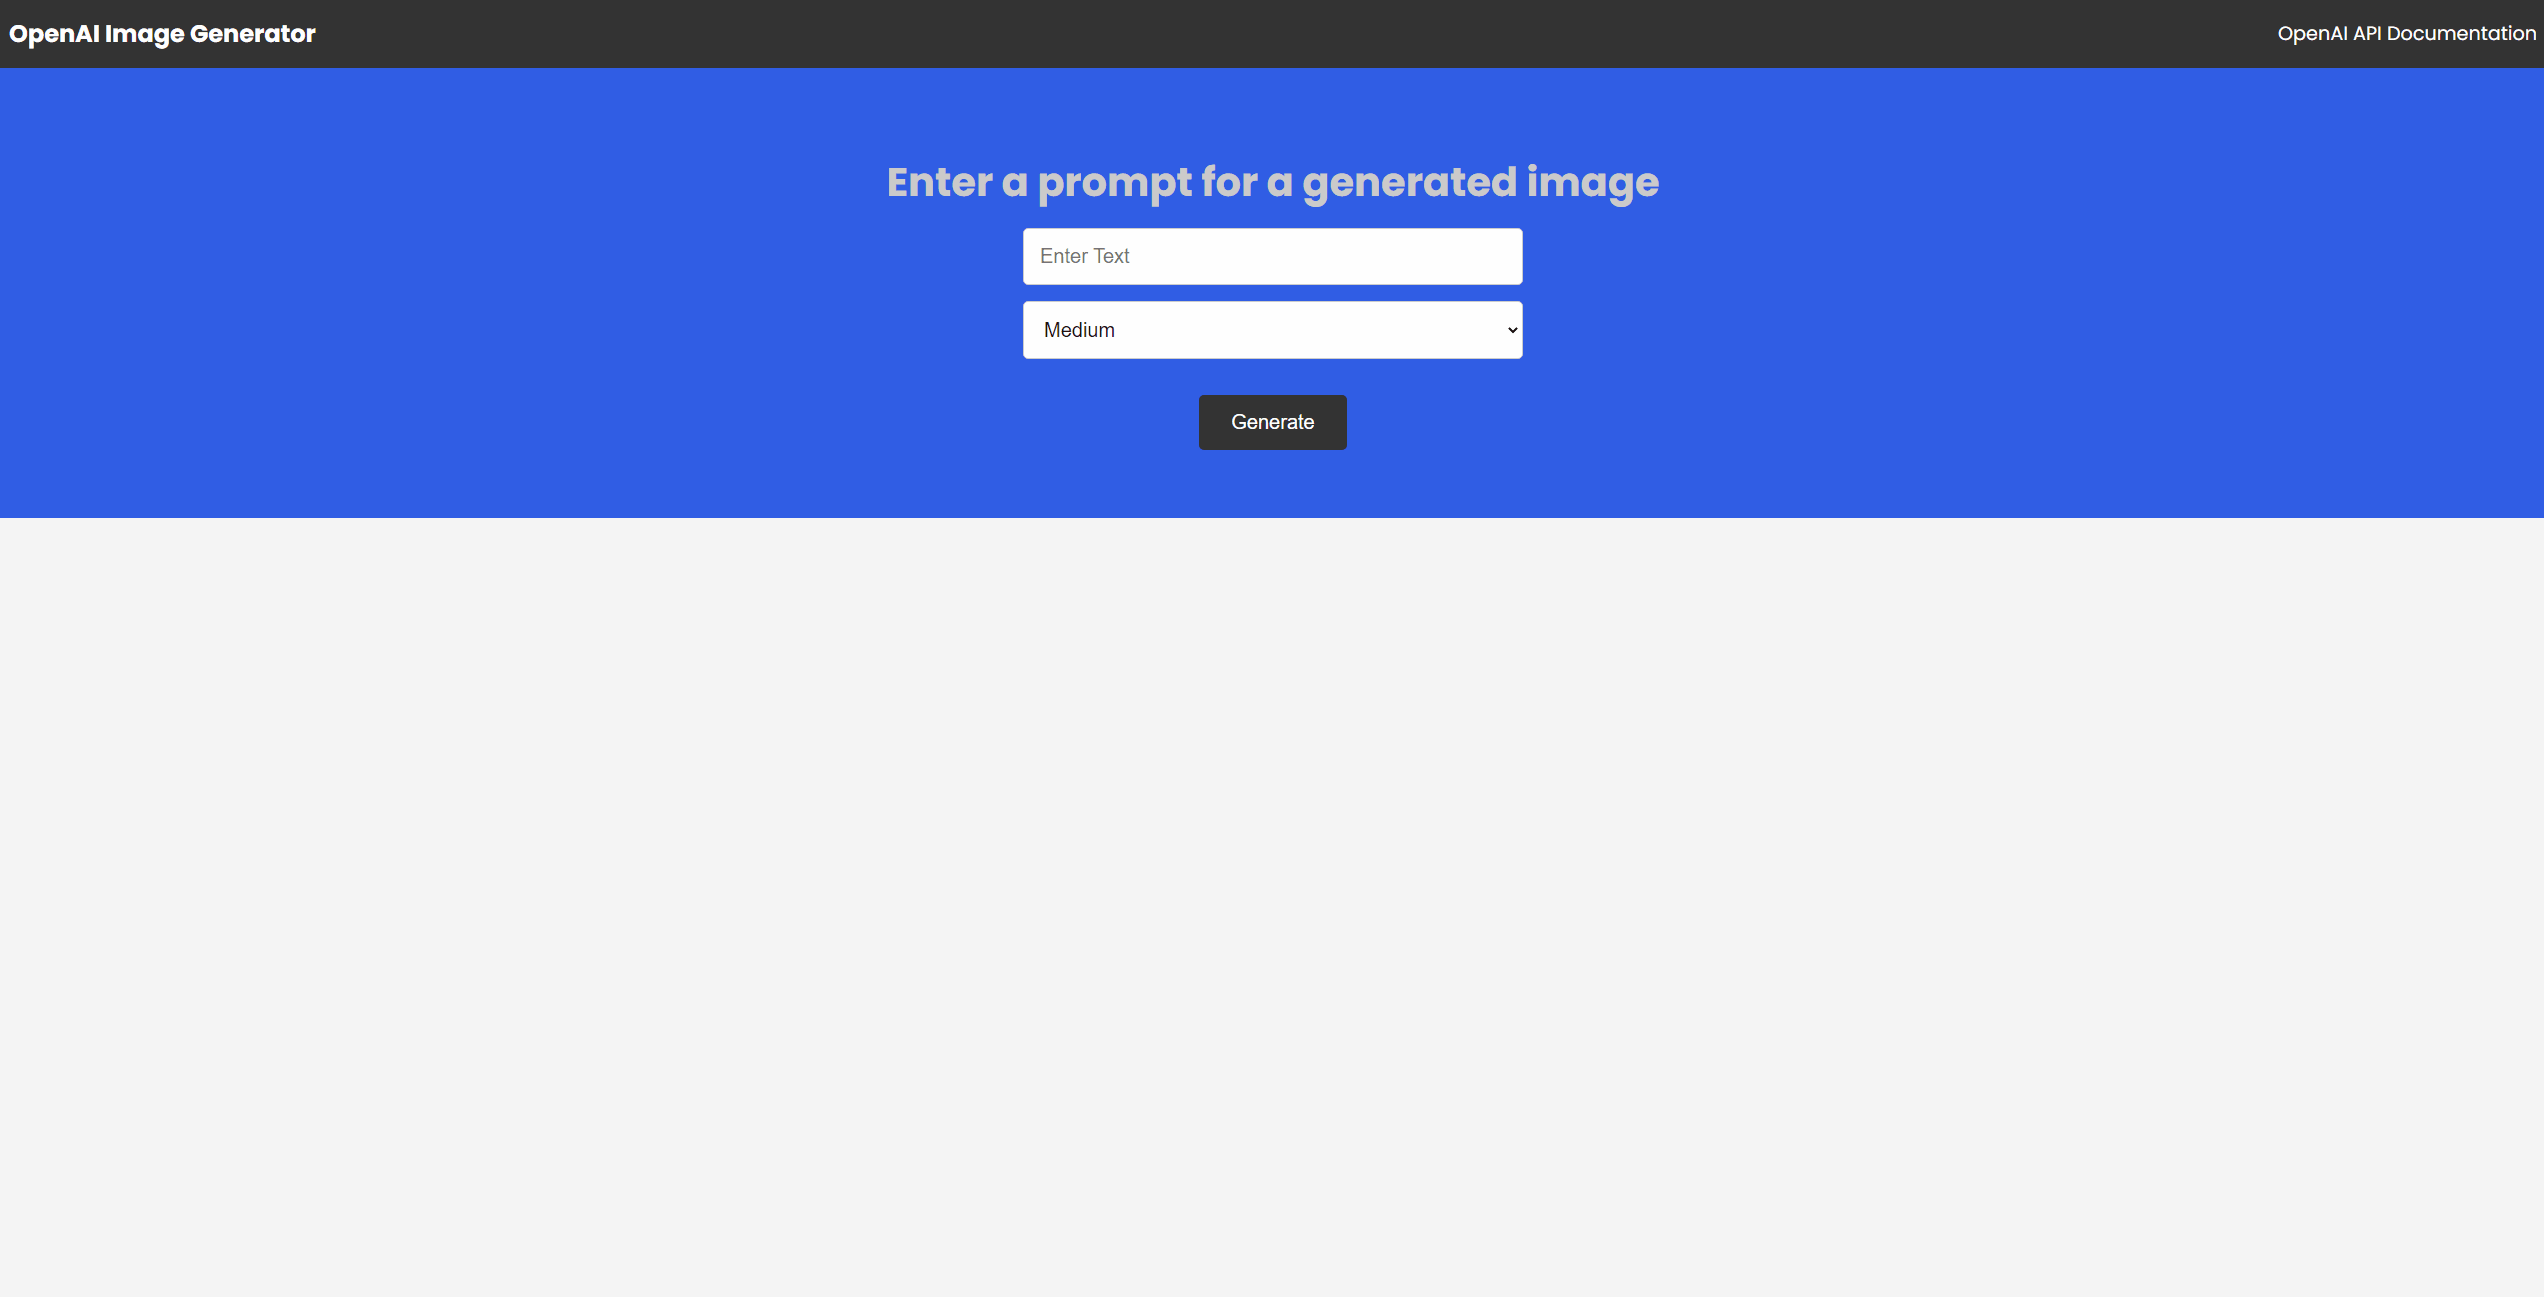 OpenAI Image Generator
OpenAI API Documentation
Enter a prompt for a generated image
Enter Text
Medium
Generate